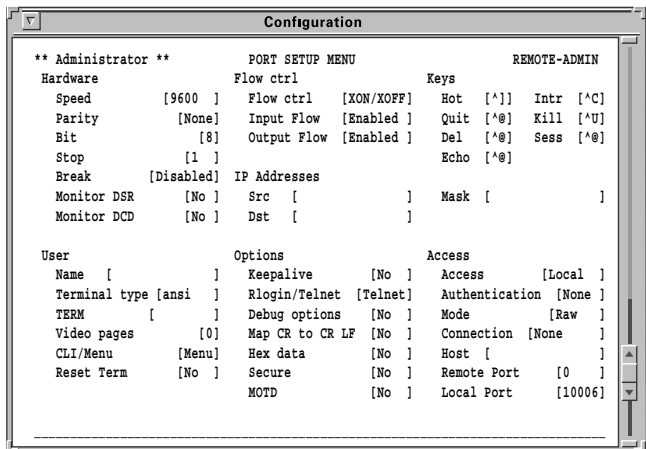 Configuration
** Administrator ** PORT SETUP MENU REMOTE-ADMIN
Hardware Flow ctrl Keys
Speed [9600 ] Flow ctrl [XON/XOFF] Hot [^]] Intr [^C]
Parity [None] Input Flow [Enabled ] Quit [^@] Kill [^U]
Bit [8] Output Flow [Enabled ] Del [^@] Sess [^@]
Stop [1 ] Echo [^@]
Break [Disabled] IP Addresses
Monitor DSR [No ] Src [ ] Mask [ ]
Monitor DCD [No ] Dst [ ]
User Options Access
Name [ ] Keepalive [No ] Access [Local ]
Terminal type [ansi ] Rlogin/Telnet [Telnet] Authentication [None ]
TERM [ ] Debug options [No ] Mode [Raw ]
Video pages [0] Map CR to CR LF [No ] Connection [None ]
CLI/Menu [Menu] Hex data [No ] Host [ ]
Reset Term [No ] Secure [No ] Remote Port [0 ]
MOTD [No ] Local Port [10006]